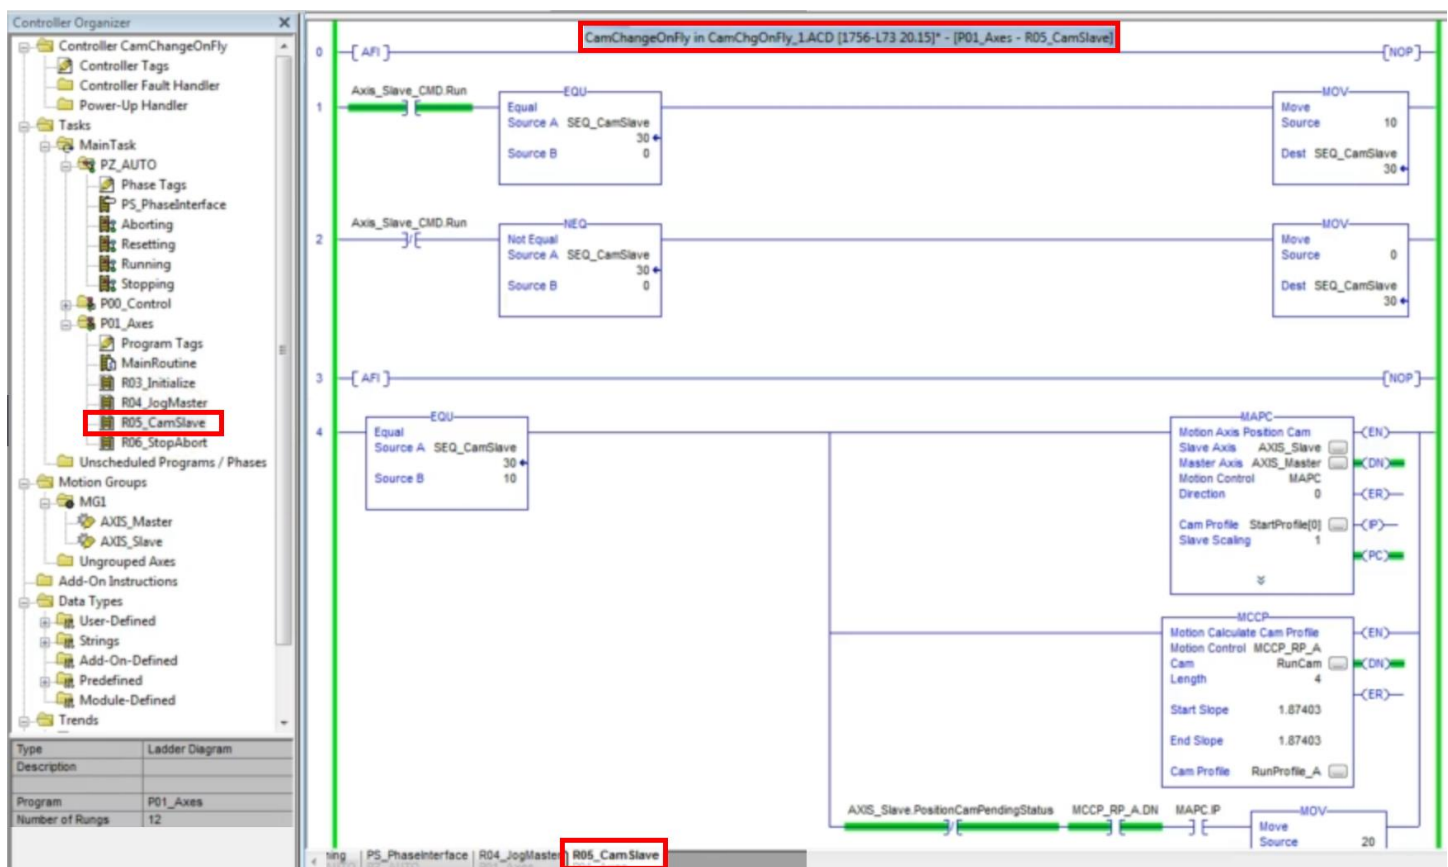 Controller Organizer
Controller CamChangeOnFly
Controller Tags
Controller Fault Handler
Power-Up Handler
Tasks
MainTask
PZ_AUTO
Phase Tags
PS_PhaseInterface
Aborting
Resetting
Running
Stopping
P00_Control
P01_Axes
Program Tags
MainRoutine
R03_Initialize
R04_JogMaster
R05_CamSlave
R06_StopAbort
Unscheduled Programs / Phases
Motion Groups
MG1
AXIS_Master
AXIS_Slave
Ungrouped Axes
Add-On Instructions
Data Types
User-Defined
Strings
Add-On-Defined
Predefined
Module-Defined
Trends
Type Ladder Diagram
Description
Program P01_Axes
Number of Rungs 12
CamChangeOnFly in CamChgOnFly_1.ACD [1756-L73 20.15]* - [P01_Axes - R05_CamSlave]
0 AFI NOP
Axis_Slave_CMD.Run
1
EQU
Equal
Source A SEQ_CamSlave
30
Source B 0
MOV
Move
Source 10
Dest SEQ_CamSlave
30
Axis_Slave_CMD.Run
2
NEQ
Not Equal
Source A SEQ_CamSlave
30
Source B 0
MOV
Move
Source 0
Dest SEQ_CamSlave
30
3 AFI NOP
4
EQU
Equal
Source A SEQ_CamSlave
30
Source B 10
MAPC
Motion Axis Position Cam (EN)
Slave Axis AXIS_Slave
Master Axis AXIS_Master (DN)
Motion Control MAPC
Direction 0 (ER)
Cam Profile StartProfile[0] (IP)
Slave Scaling 1
(PC)
MCCP
Motion Calculate Cam Profile (EN)
Motion Control MCCP_RP_A
Cam RunCam (DN)
Length 4
(ER)
Start Slope 1.87403
End Slope 1.87403
Cam Profile RunProfile_A
AXIS_Slave.PositionCamPendingStatus MCCP_RP_A.DN MAPC.IP
MOV
Move
Source 20
ning PS_PhaseInterface R04_JogMaster R05_CamSlave